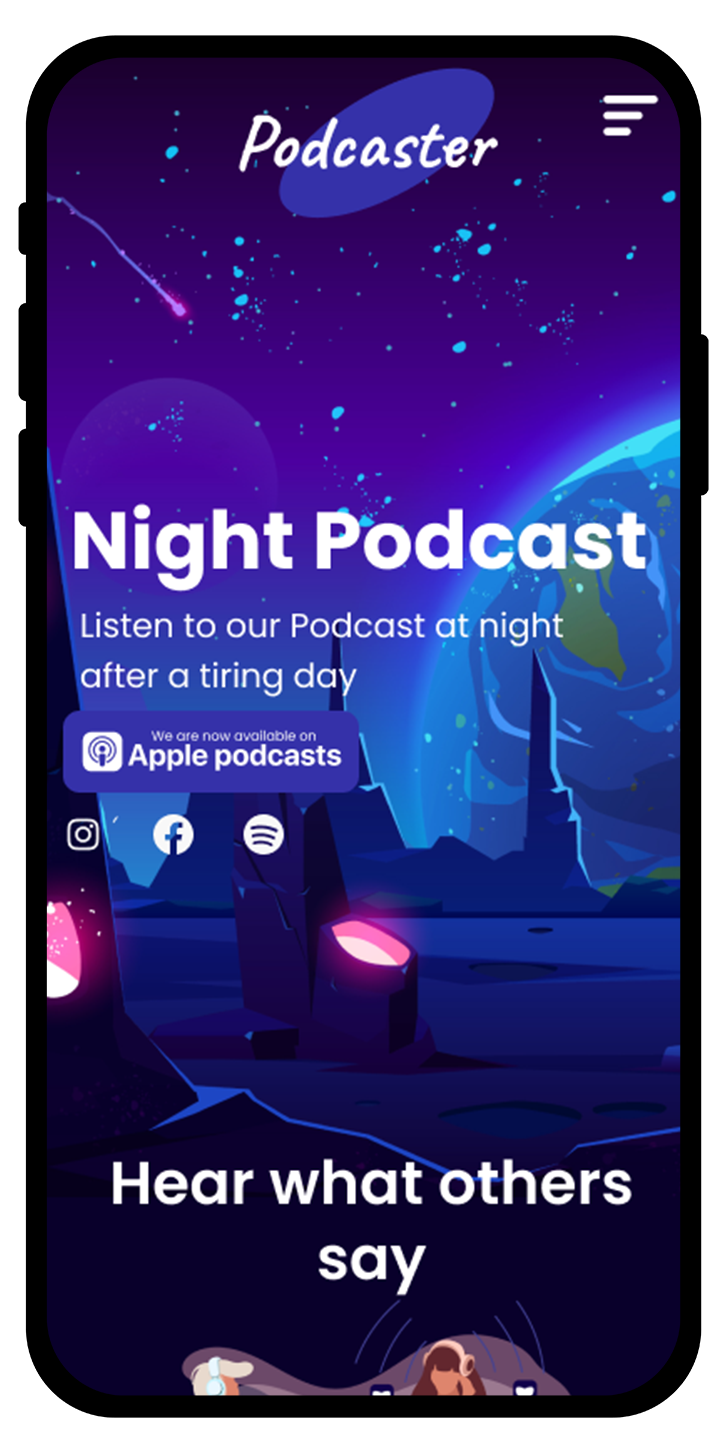 Podcaster
Night Podcast
Listen to our Podcast at night
after a tiring day
We are now available on
Apple podcasts
Hear what others
say